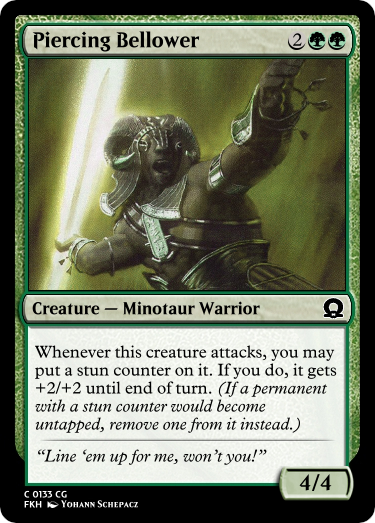 Piercing Bellower 2
Creature — Minotaur Warrior
Whenever this creature attacks, you may
put a stun counter on it. If you do, it gets
+2/+2 until end of turn. (If a permanent
with a stun counter would become
untapped, remove one from it instead.)
“Line ‘em up for me, won’t you!”
4/4
C 0133 CG
FKH Yohann Schepacz